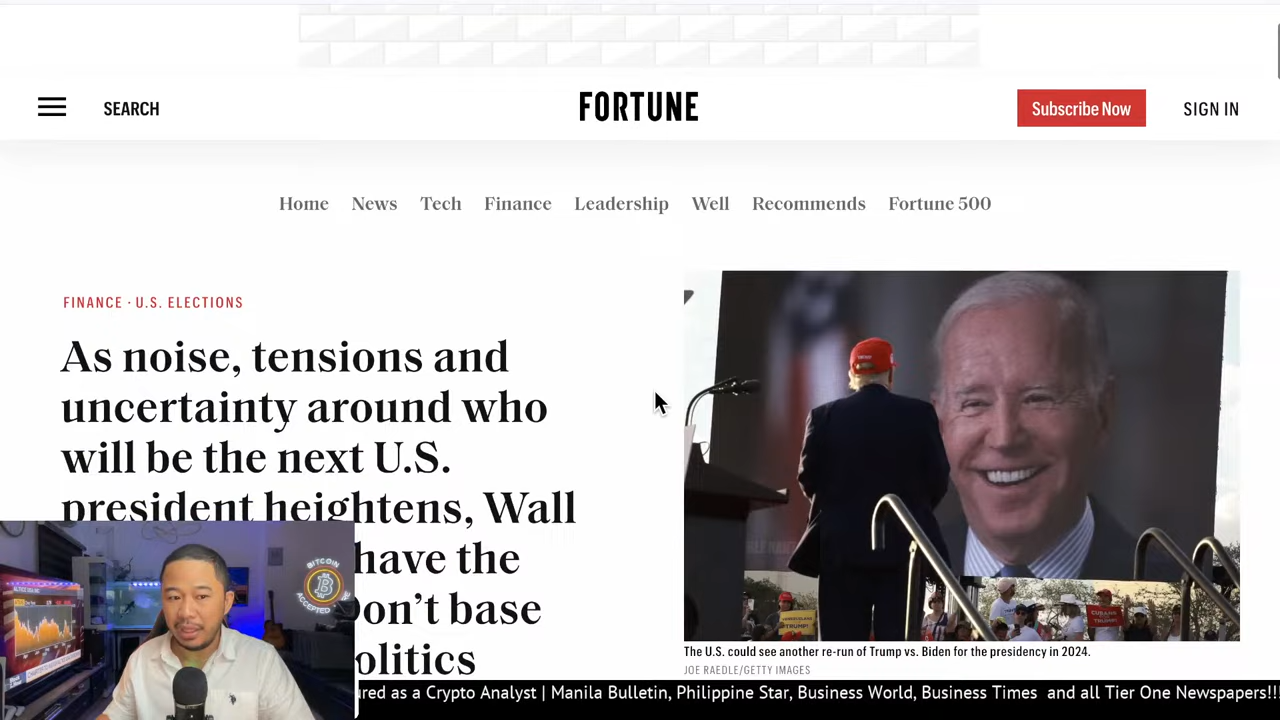 SEARCH
FORTUNE
Subscribe Now
SIGN IN
Home News Tech Finance Leadership Well Recommends Fortune 500
FINANCE · U.S. ELECTIONS
As noise, tensions and
uncertainty around who
will be the next U.S.
president heightens, Wall
have the
Don’t base
olitics
The U.S. could see another re-run of Trump vs. Biden for the presidency in 2024.
JOE RAEDLE/GETTY IMAGES
BITCOIN
ACCEPTED
ured as a Crypto Analyst | Manila Bulletin, Philippine Star, Business World, Business Times and all Tier One Newspapers!!!